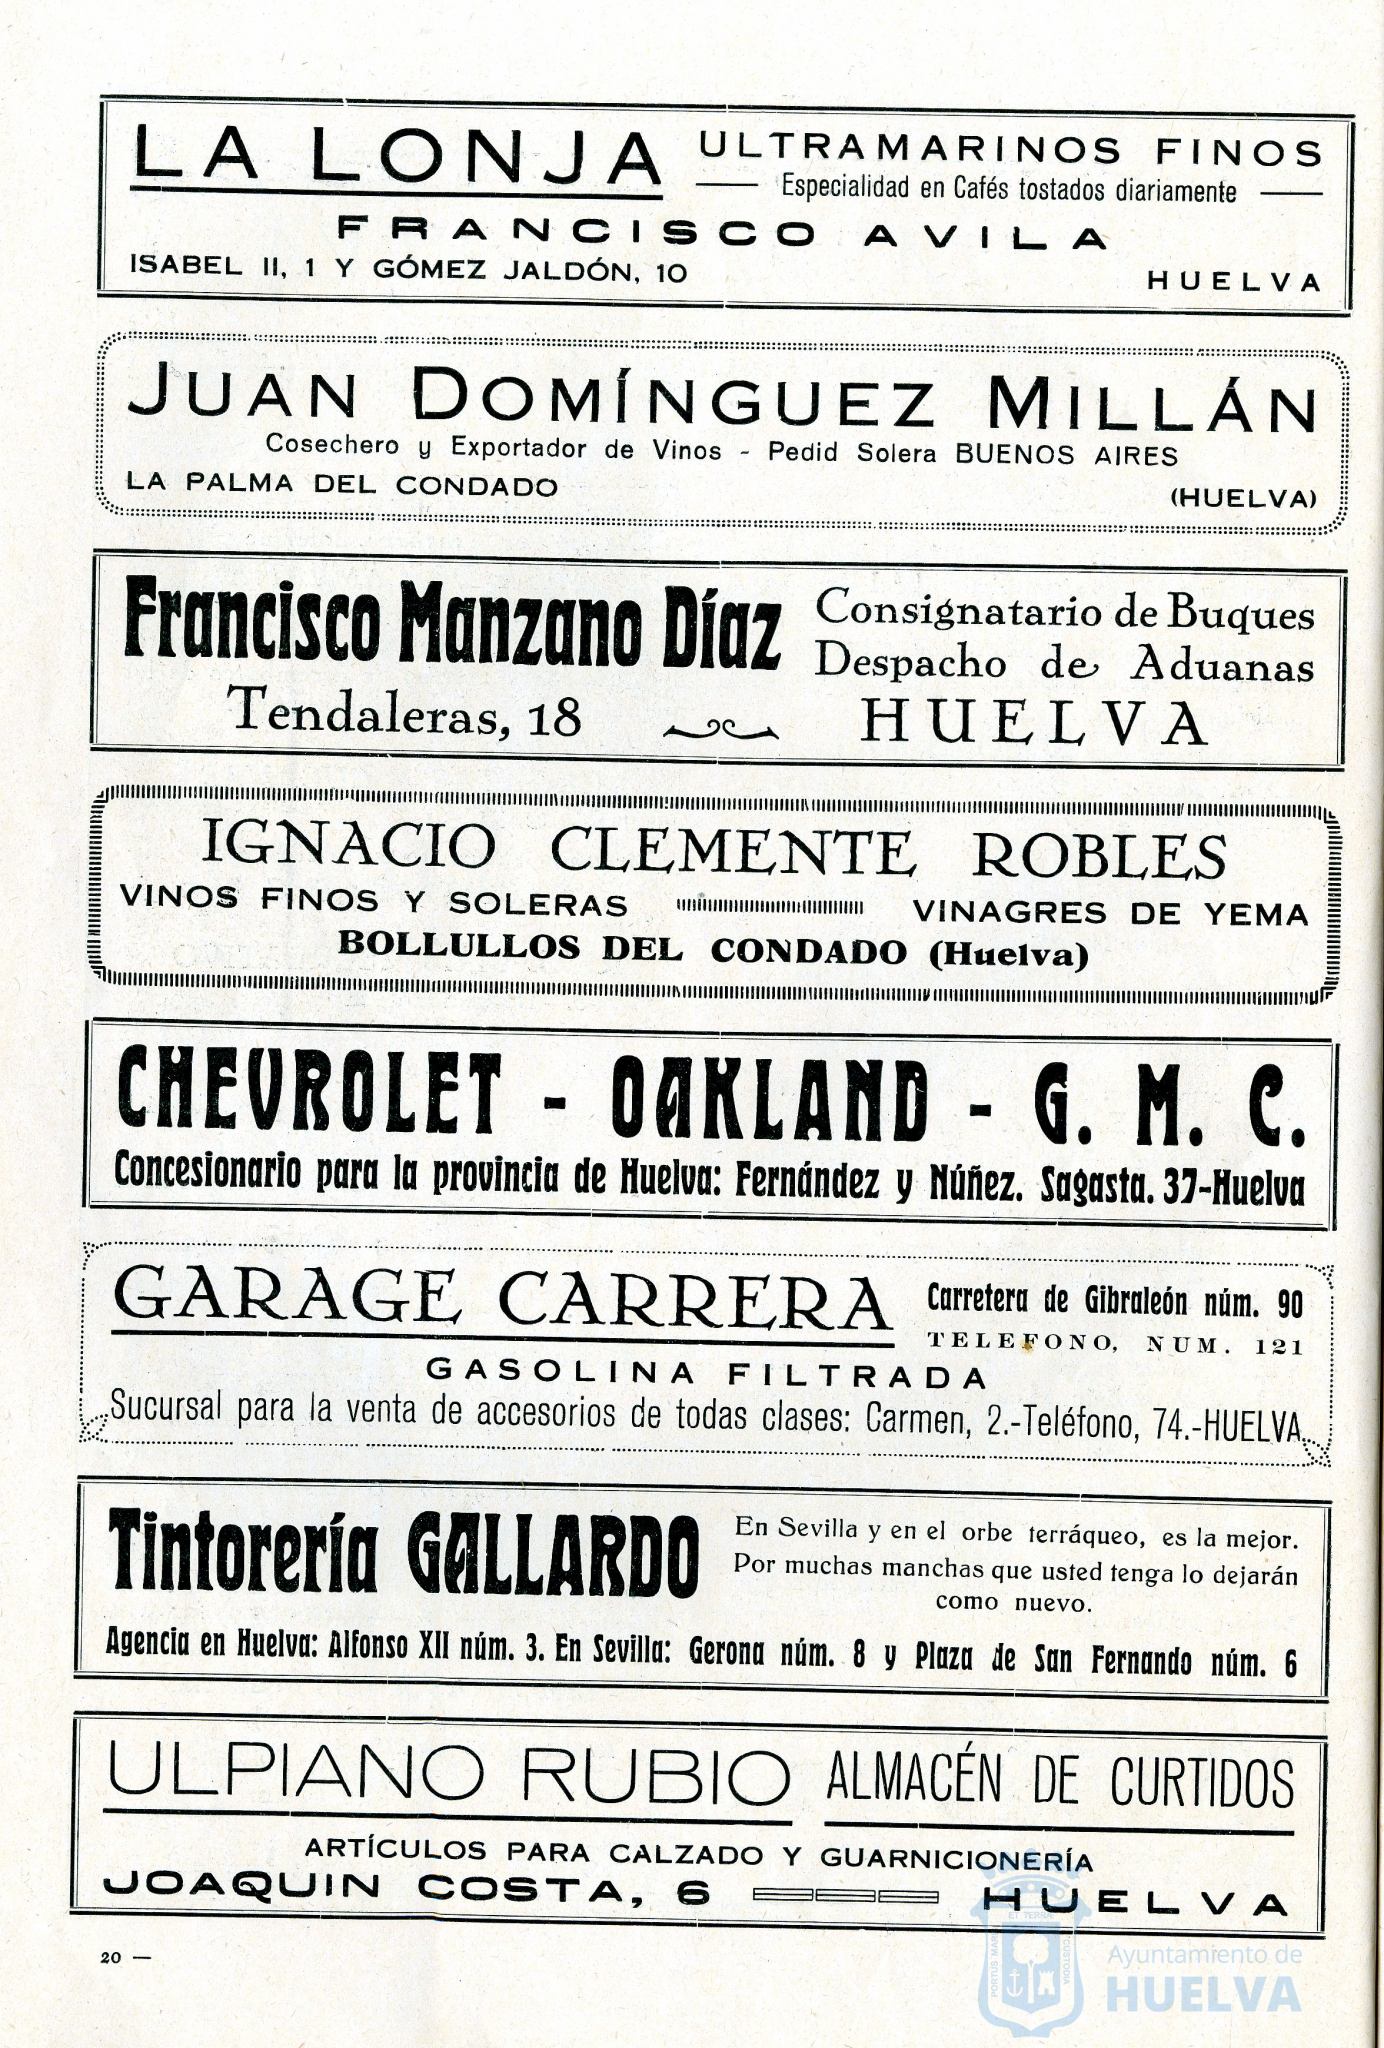 LA LONJA
ULTRAMARINOS FINOS
Especialidad en Cafés tostados diariamente
FRANCISCO AVILA
ISABEL II, 1 Y GÓMEZ JALDÓN, 10
HUELVA
JUAN DOMÍNGUEZ MILLÁN
Cosechero y Exportador de Vinos - Pedid Solera BUENOS AIRES
LA PALMA DEL CONDADO
(HUELVA)
Francisco Manzano Díaz
Consignatario de Buques
Despacho de Aduanas
Tendaleras, 18
HUELVA
IGNACIO CLEMENTE ROBLES
VINOS FINOS Y SOLERAS
VINAGRES DE YEMA
BOLLULLOS DEL CONDADO (Huelva)
CHEVROLET - OAKLAND - G. M. C.
Concesionario para la provincia de Huelva: Fernández y Núñez. Sagasta. 37-Huelva
GARAGE CARRERA
Carretera de Gibraleón núm. 90
TELEFONO, NUM. 121
GASOLINA FILTRADA
Sucursal para la venta de accesorios de todas clases: Carmen, 2.-Teléfono, 74.-HUELVA.
Tintorería GALLARDO
En Sevilla y en el orbe terráqueo, es la mejor.
Por muchas manchas que usted tenga lo dejarán
como nuevo.
Agencia en Huelva: Alfonso XII núm. 3. En Sevilla: Gerona núm. 8 y Plaza de San Fernando núm. 6
ULPIANO RUBIO
ALMACÉN DE CURTIDOS
ARTÍCULOS PARA CALZADO Y GUARNICIONERÍA
JOAQUIN COSTA, 6
HUELVA
20 —
PORTUS MARIS
ET TERRAE
CUSTODIA
Ayuntamiento de
HUELVA